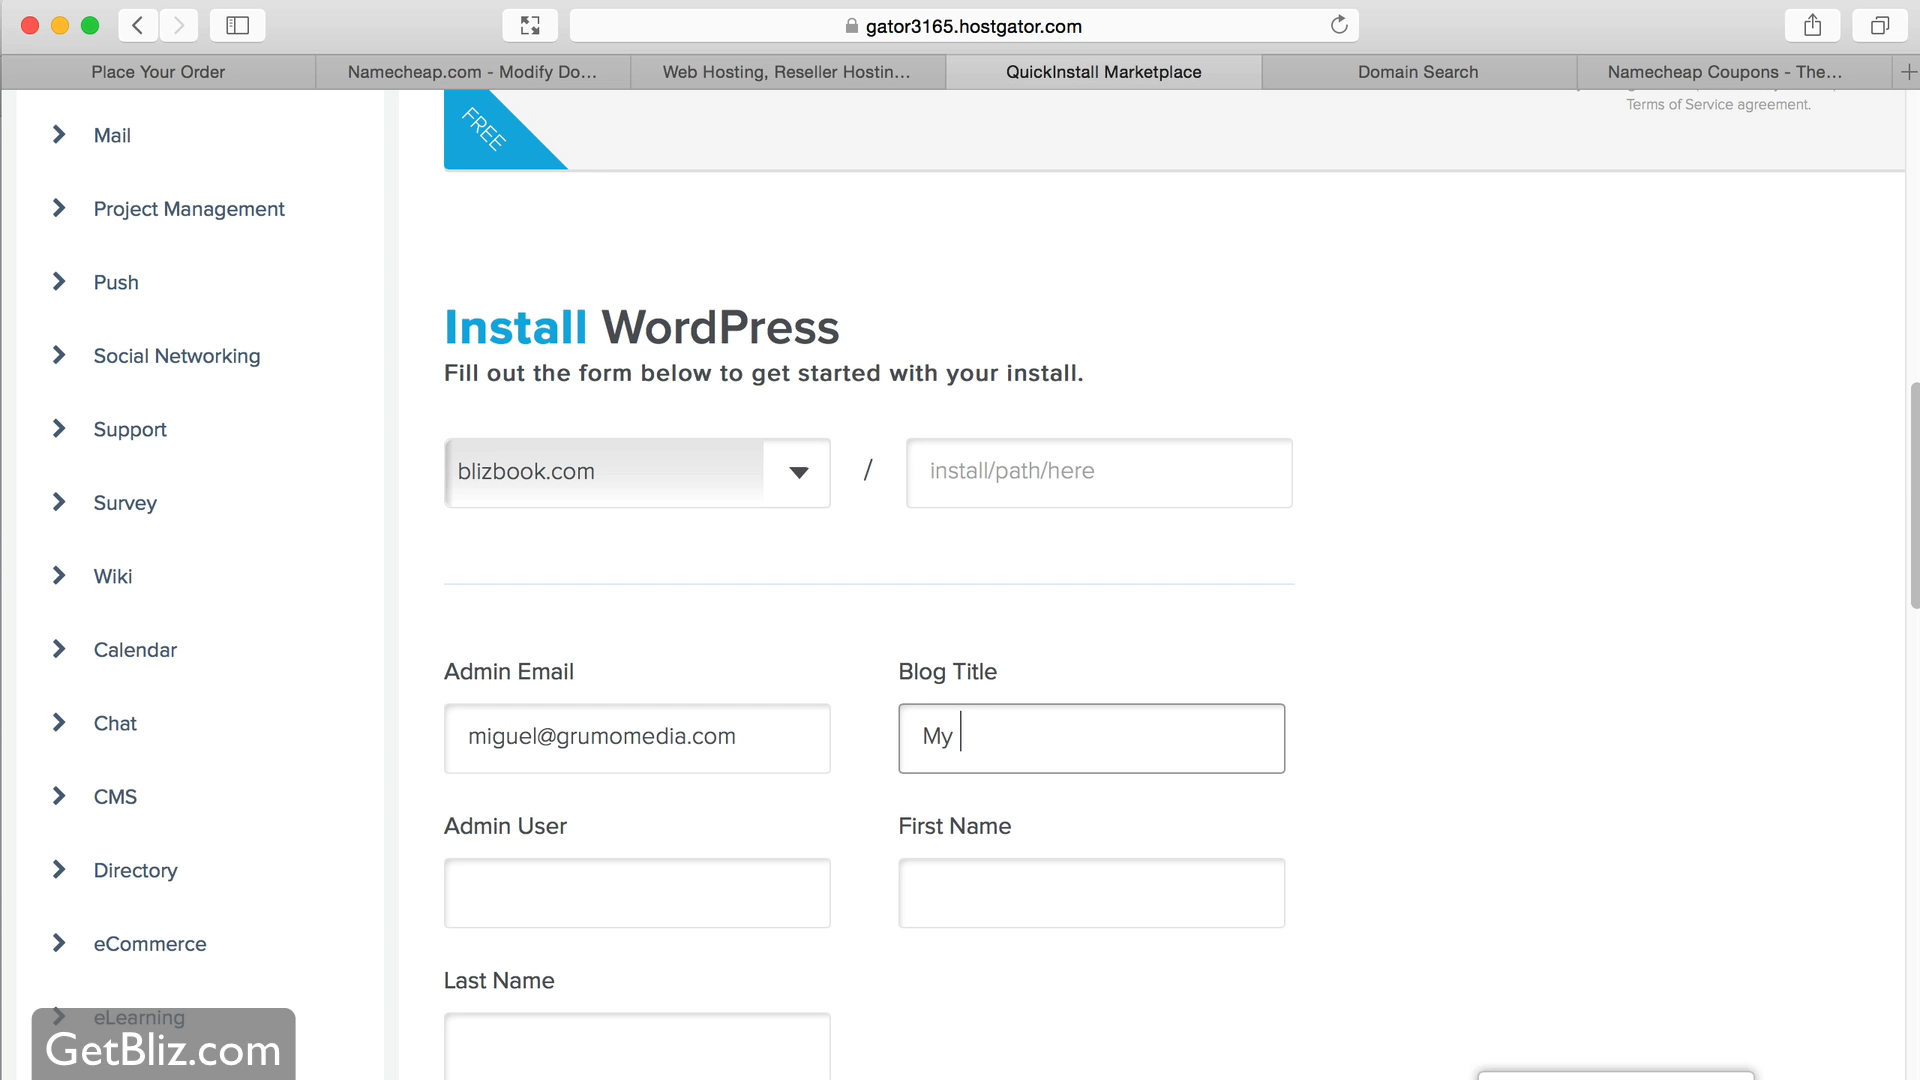 gator3165.hostgator.com
Place Your Order
Namecheap.com - Modify Do...
Web Hosting, Reseller Hostin...
QuickInstall Marketplace
Domain Search
Namecheap Coupons - The...
Terms of Service agreement.
FREE
Mail
Project Management
Push
Social Networking
Support
Survey
Wiki
Calendar
Chat
CMS
Directory
eCommerce
eLearning
Install WordPress
Fill out the form below to get started with your install.
blizbook.com / install/path/here
Admin Email
Blog Title
miguel@grumomedia.com
My
Admin User
First Name
Last Name
GetBliz.com